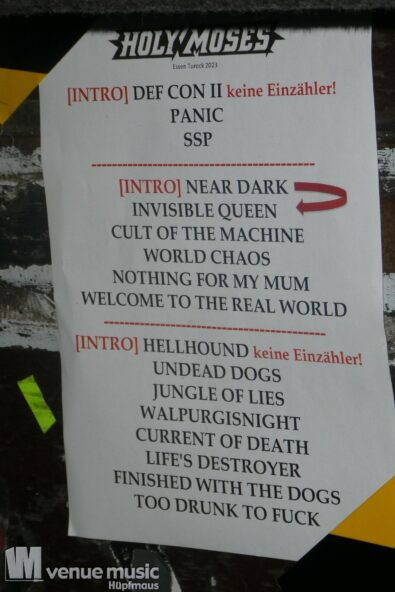 HOLY MOSES
Essen Turock 2023
[INTRO] DEF CON II keine Einzähler!
PANIC
SSP
[INTRO] NEAR DARK
INVISIBLE QUEEN
CULT OF THE MACHINE
WORLD CHAOS
NOTHING FOR MY MUM
WELCOME TO THE REAL WORLD
[INTRO] HELLHOUND keine Einzähler!
UNDEAD DOGS
JUNGLE OF LIES
WALPURGISNIGHT
CURRENT OF DEATH
LIFE'S DESTROYER
FINISHED WITH THE DOGS
TOO DRUNK TO FUCK
venue music
Hüpfmaus